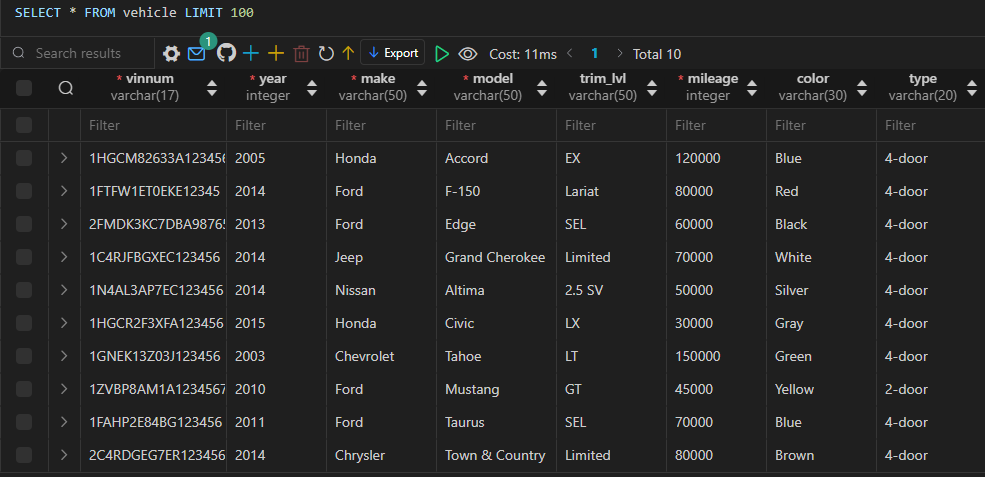 SELECT * FROM vehicle LIMIT 100
Search results 1 Export Cost: 11ms 1 Total 10
* vinnum * year * make * model trim_lvl * mileage color type
varchar(17) integer varchar(50) varchar(50) varchar(50) integer varchar(30) varchar(20)
Filter Filter Filter Filter Filter Filter Filter Filter
1HGCM82633A123456 2005 Honda Accord EX 120000 Blue 4-door
1FTFW1ET0EKE12345 2014 Ford F-150 Lariat 80000 Red 4-door
2FMDK3KC7DBA98765 2013 Ford Edge SEL 60000 Black 4-door
1C4RJFBGXEC123456 2014 Jeep Grand Cherokee Limited 70000 White 4-door
1N4AL3AP7EC123456 2014 Nissan Altima 2.5 SV 50000 Silver 4-door
1HGCR2F3XFA123456 2015 Honda Civic LX 30000 Gray 4-door
1GNEK13Z03J123456 2003 Chevrolet Tahoe LT 150000 Green 4-door
1ZVBP8AM1A1234567 2010 Ford Mustang GT 45000 Yellow 2-door
1FAHP2E84BG123456 2011 Ford Taurus SEL 70000 Blue 4-door
2C4RDGEG7ER123456 2014 Chrysler Town & Country Limited 80000 Brown 4-door